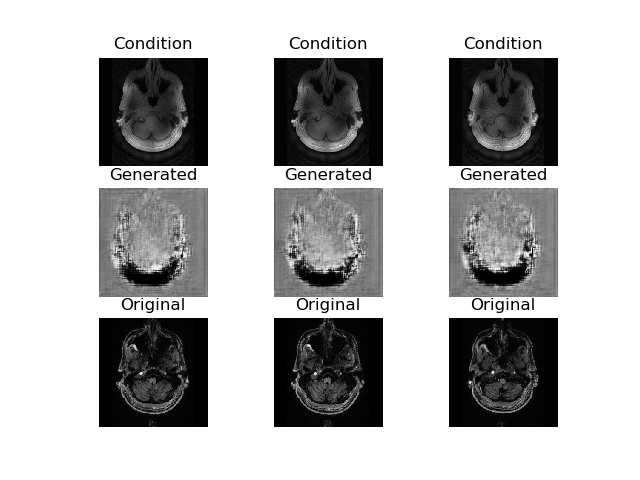 Condition Condition Condition
Generated Generated Generated
Original Original Original